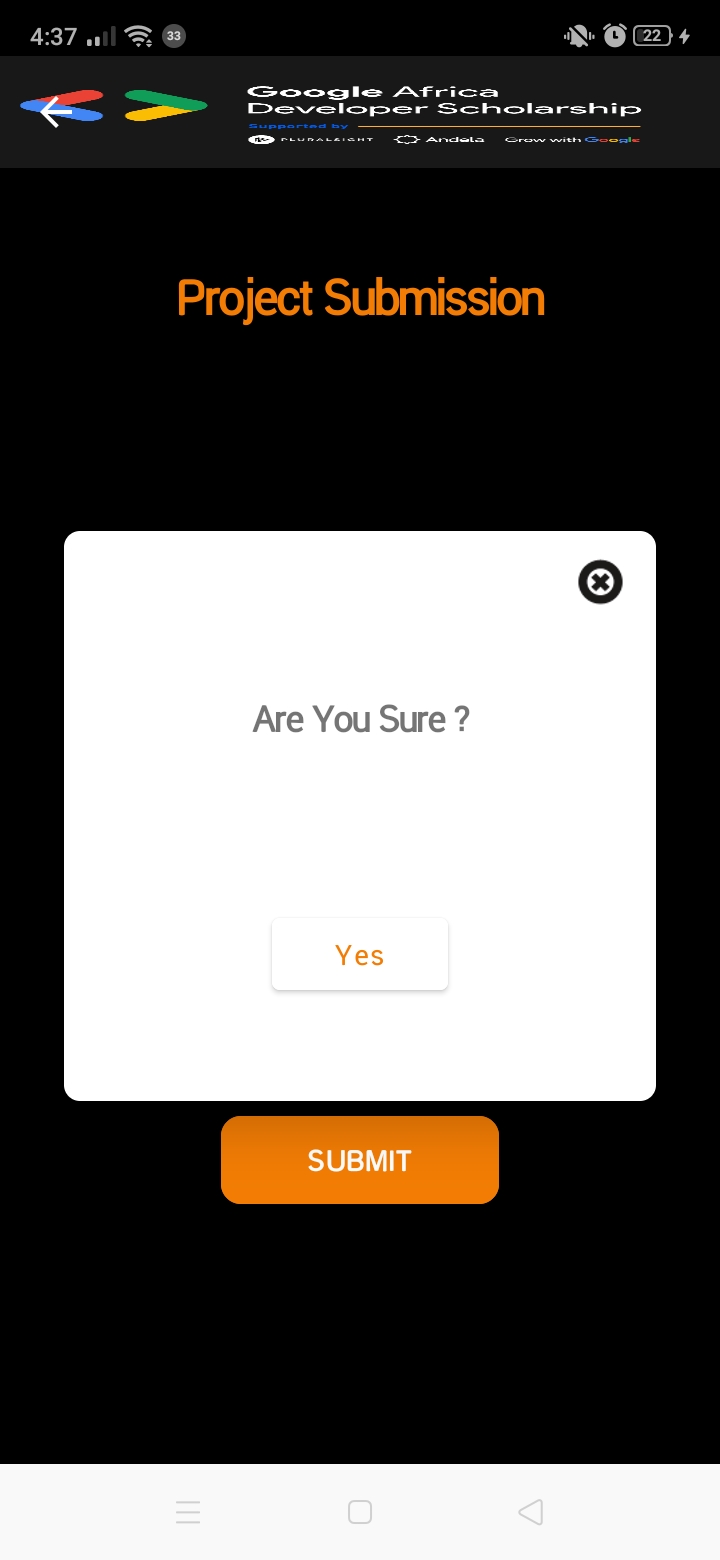 4:37
33
22
Google Africa
Developer Scholarship
Supported by
PLURALSIGHT Andela Grow with Google
Project Submission
Are You Sure ?
Yes
SUBMIT